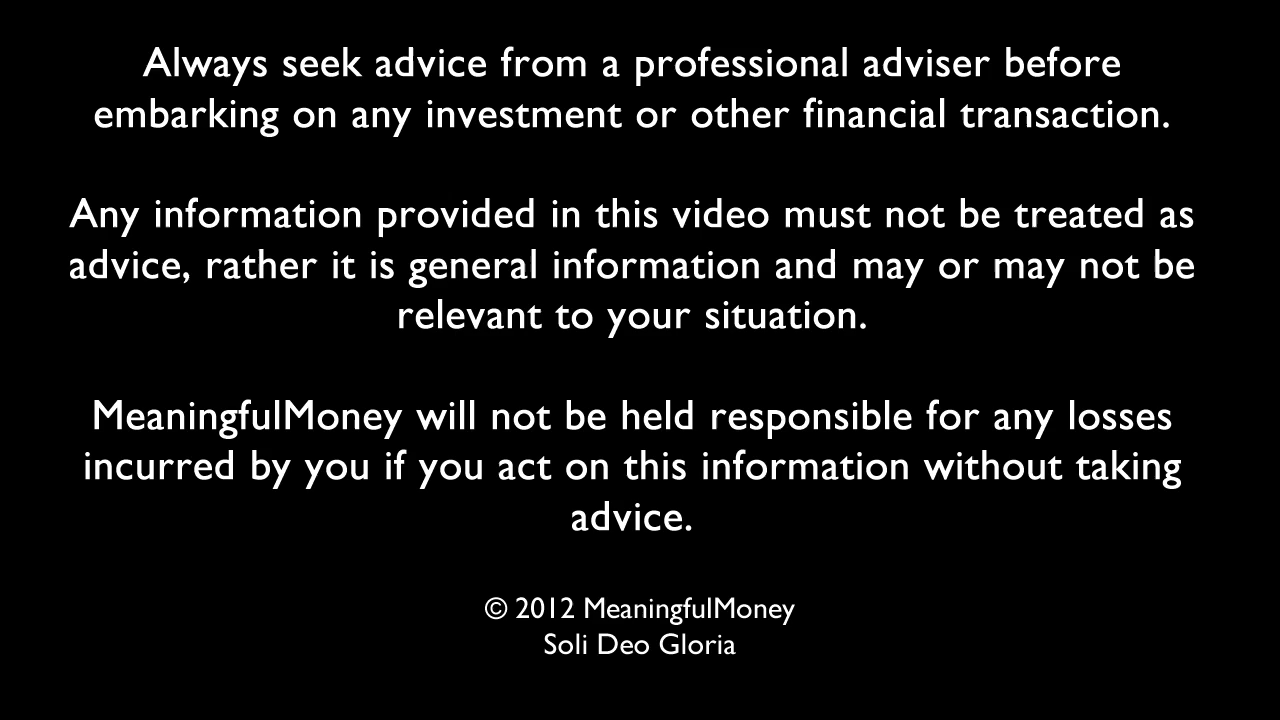 Always seek advice from a professional adviser before
embarking on any investment or other financial transaction.
Any information provided in this video must not be treated as
advice, rather it is general information and may or may not be
relevant to your situation.
MeaningfulMoney will not be held responsible for any losses
incurred by you if you act on this information without taking
advice.
© 2012 MeaningfulMoney
Soli Deo Gloria